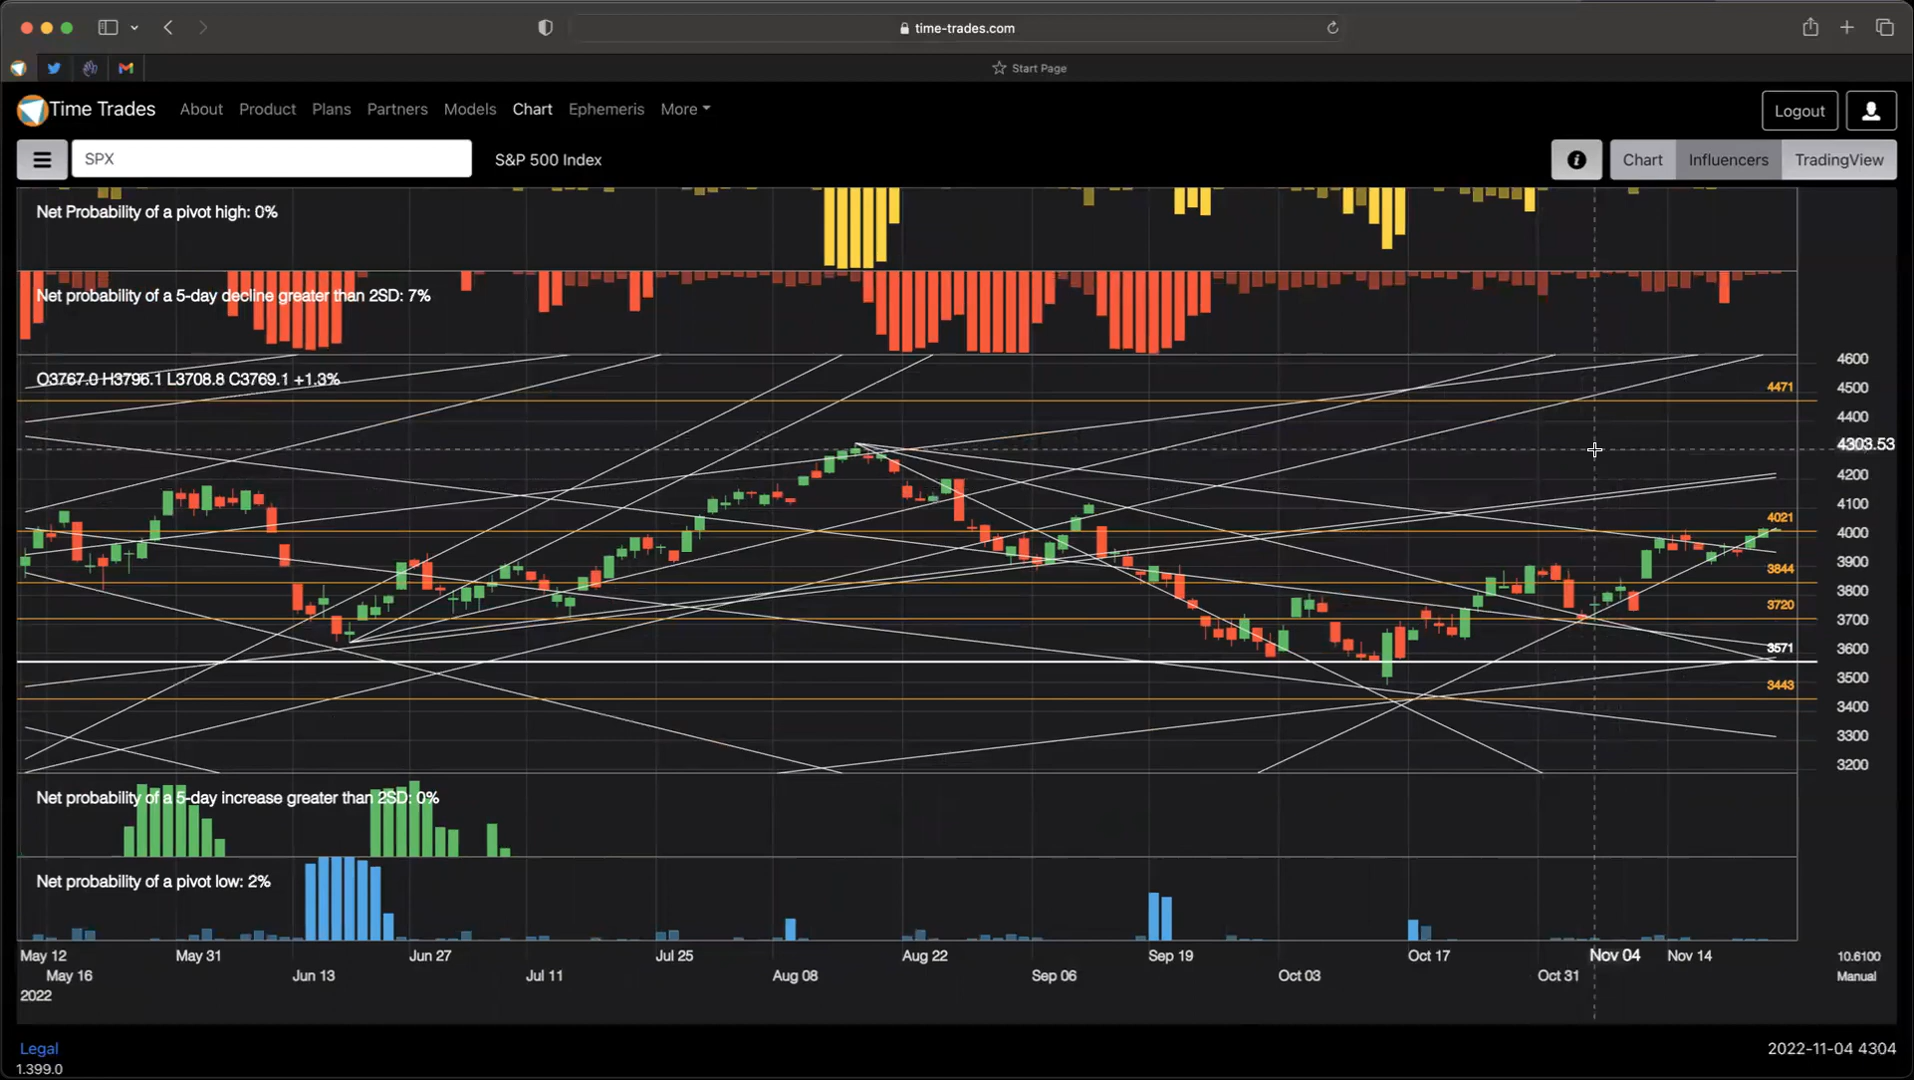 time-trades.com
Start Page
Time Trades About Product Plans Partners Models Chart Ephemeris More Logout
SPX S&P 500 Index i Chart Influencers TradingView
Net Probability of a pivot high: 0%
Net probability of a 5-day decline greater than 2SD: 7%
4600
O3767.0 H3796.1 L3708.8 C3769.1 +1.3%
4471 4500
4400
4303.53
4200
4100
4021
4000
3900
3844
3800
3720
3700
3571 3600
3500
3443
3400
3300
3200
Net probability of a 5-day increase greater than 2SD: 0%
Net probability of a pivot low: 2%
May 12 May 31 Jun 27 Jul 25 Aug 22 Sep 19 Oct 17 Nov 04 Nov 14 10.6100
May 16 Jun 13 Jul 11 Aug 08 Sep 06 Oct 03 Oct 31 Manual
2022
Legal 2022-11-04 4304
1.399.0